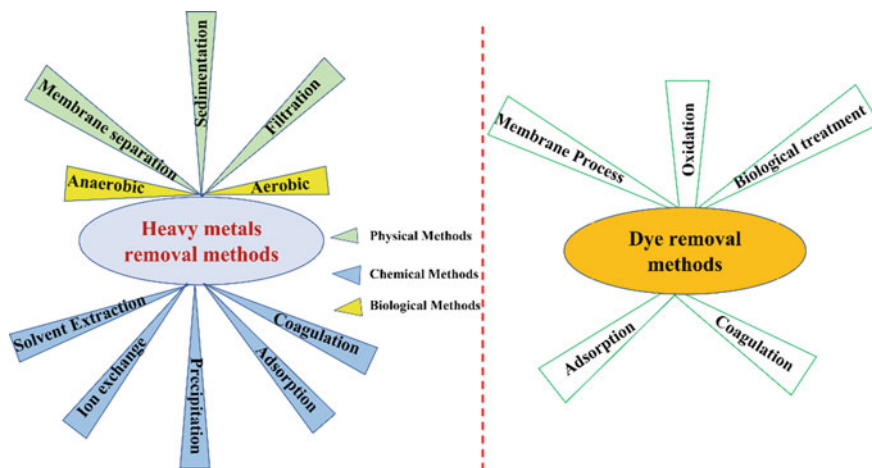 Sedimentation
Membrane separation
Filtration
Anaerobic
Aerobic
Heavy metals
removal methods
Physical Methods
Chemical Methods
Biological Methods
Solvent Extraction
Ion exchange
Precipitation
Adsorption
Coagulation
Membrane Process
Oxidation
Biological treatment
Dye removal
methods
Adsorption
Coagulation